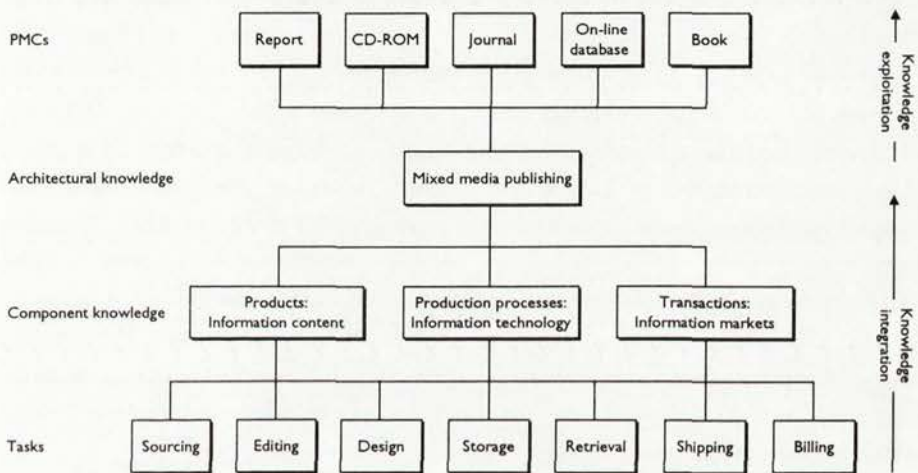 PMCs
Report
CD-ROM
Journal
On-line
database
Book
Knowledge
exploitation
Architectural knowledge
Mixed media publishing
Component knowledge
Products:
Information content
Production processes:
Information technology
Transactions:
Information markets
Knowledge
integration
Tasks
Sourcing
Editing
Design
Storage
Retrieval
Shipping
Billing